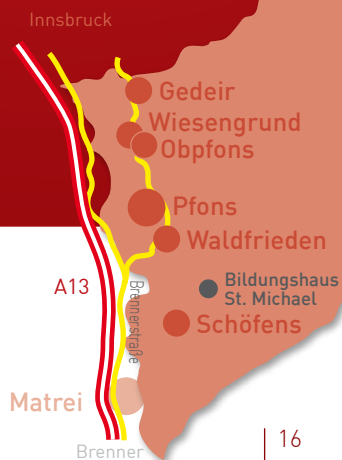 Innsbruck
Gedeir
Wiesengrund
Obpfons
Pfons
Waldfrieden
A13
Brennerstraße
Bildungshaus
St. Michael
Schöfens
Matrei
Brenner
16